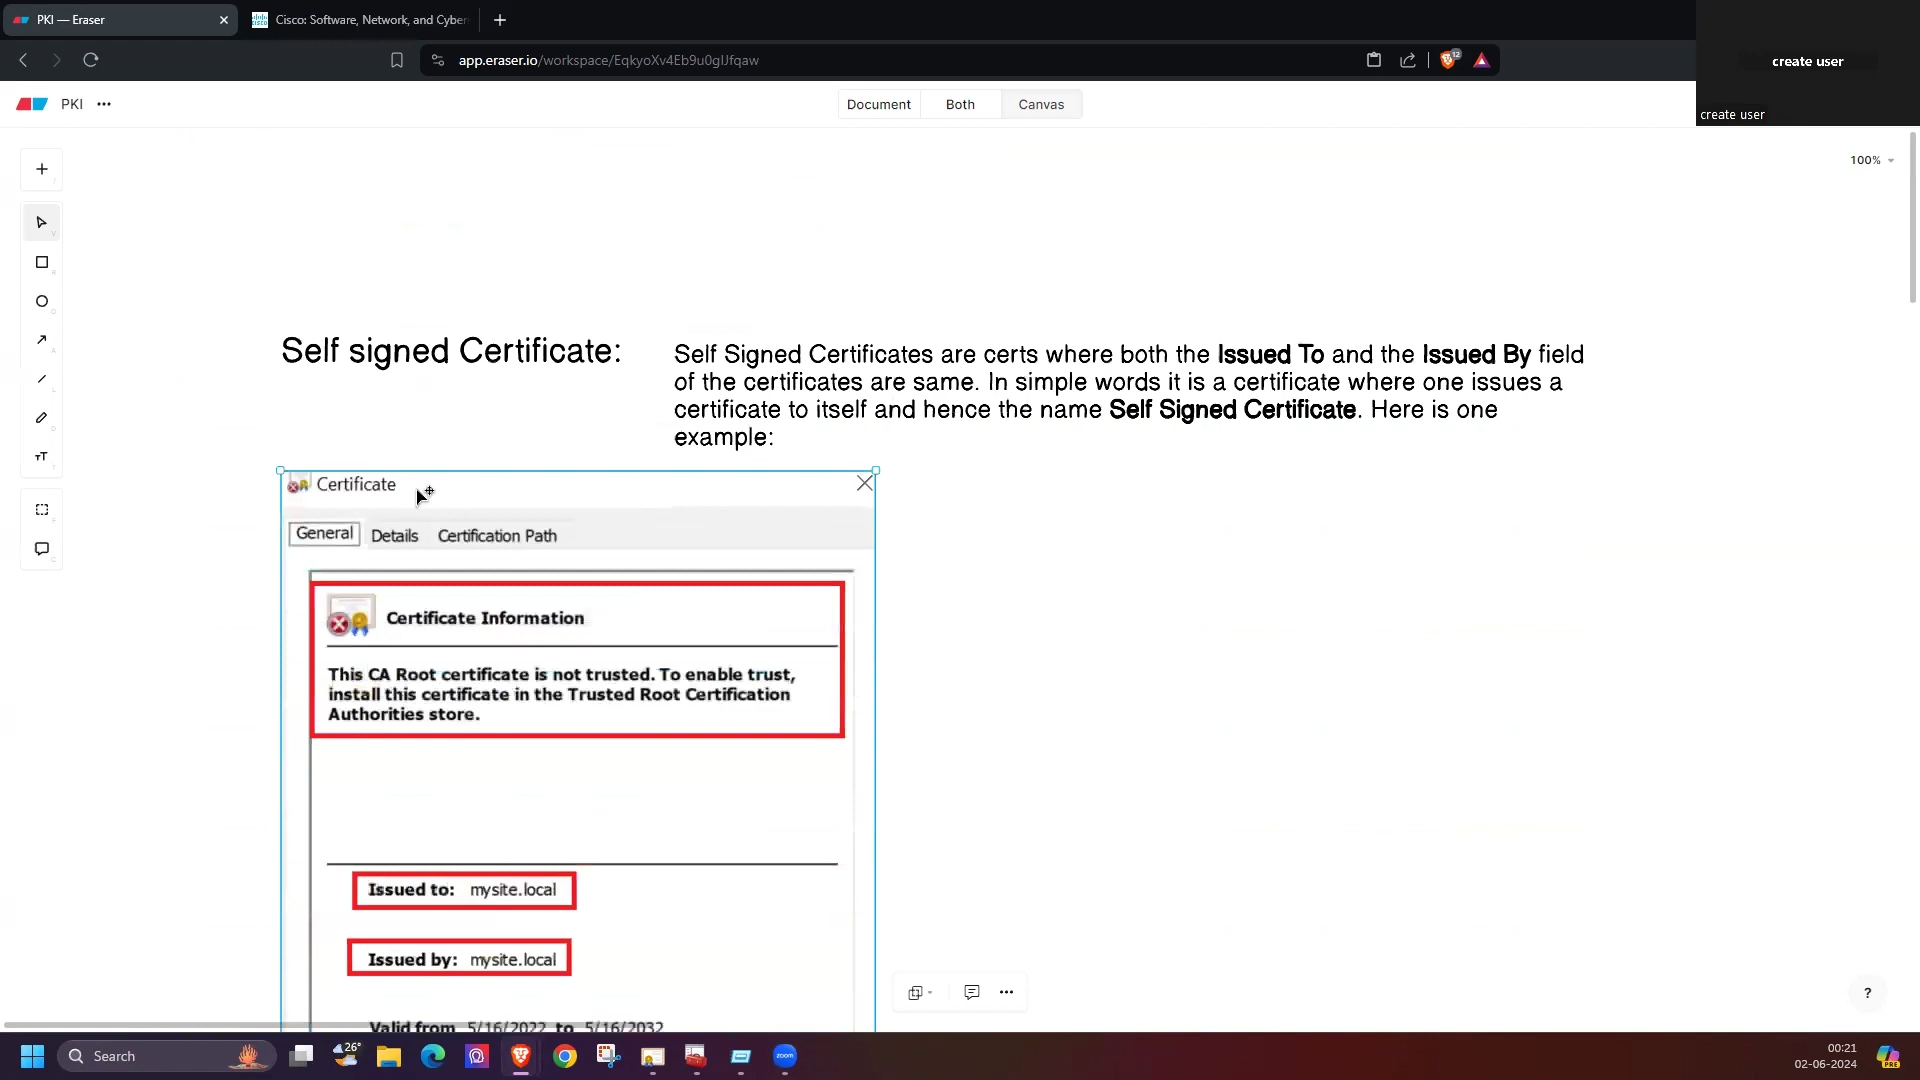 PKI — Eraser
Cisco: Software, Network, and Cyber
app.eraser.io/workspace/EqkyoXv4Eb9u0gIJfqaw
12
create user
create user
PKI
Document
Both
Canvas
100%
Self signed Certificate:
Self Signed Certificates are certs where both the Issued To and the Issued By field
of the certificates are same. In simple words it is a certificate where one issues a
certificate to itself and hence the name Self Signed Certificate. Here is one
example:
Certificate
General
Details
Certification Path
Certificate Information
This CA Root certificate is not trusted. To enable trust,
install this certificate in the Trusted Root Certification
Authorities store.
Issued to: mysite.local
Issued by: mysite.local
Valid from 5/16/2022 to 5/16/2032
?
Search
26°
zoom
00:21
02-06-2024
PRE